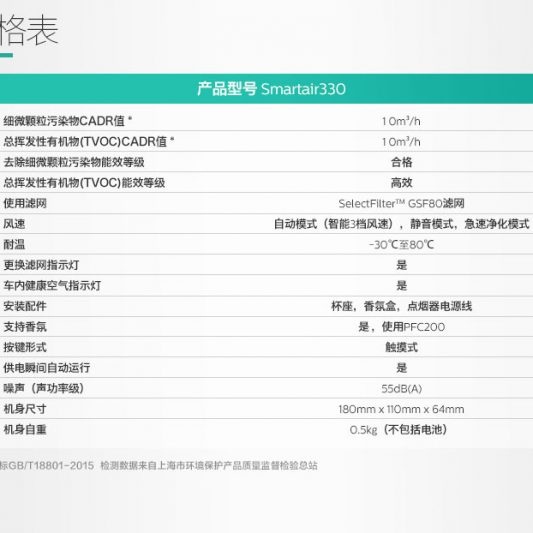 格表
产品型号 Smartair330
细微颗粒污染物CADR值 * 10m³/h
总挥发性有机物(TVOC)CADR值 * 10m³/h
去除细微颗粒污染物能效等级 合格
总挥发性有机物(TVOC)能效等级 高效
使用滤网 SelectFilter™ GSF80滤网
风速 自动模式（智能3档风速），静音模式，急速净化模式
耐温 -30℃至80℃
更换滤网指示灯 是
车内健康空气指示灯 是
安装配件 杯座，香氛盒，点烟器电源线
支持香氛 是，使用PFC200
按键形式 触摸式
供电瞬间自动运行 是
噪声（声功率级） 55dB(A)
机身尺寸 180mm x 110mm x 64mm
机身自重 0.5kg（不包括电池）
标GB/T18801-2015 检测数据来自上海市环境保护产品质量监督检验总站